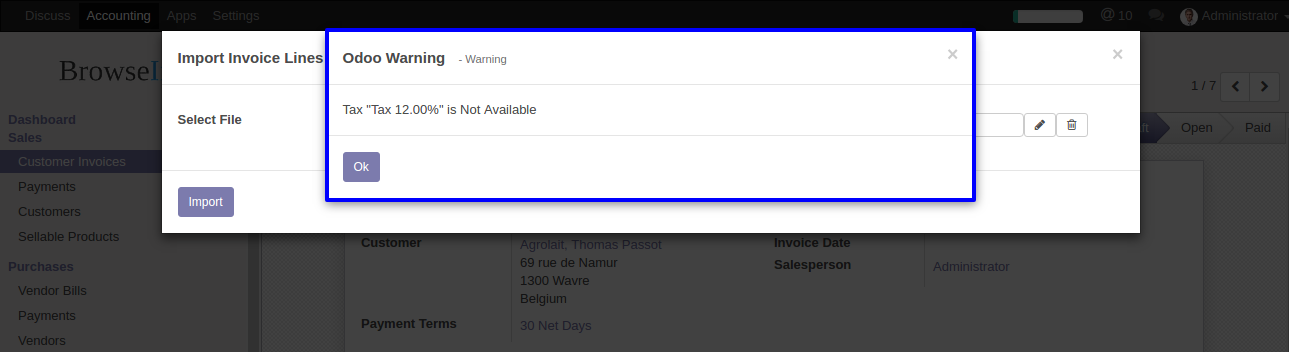 Discuss Accounting Apps Settings @ 10 Administrator
Import Invoice Lines
Odoo Warning - Warning × ×
Browse
1 / 7
Tax "Tax 12.00%" is Not Available
Select File
Open Paid
Ok
Import
Dashboard
Sales
Customer Invoices
Payments
Customers
Sellable Products
Purchases
Vendor Bills
Payments
Vendors
Customer Agrolait, Thomas Passot
69 rue de Namur
1300 Wavre
Belgium
Payment Terms 30 Net Days
Invoice Date
Salesperson Administrator